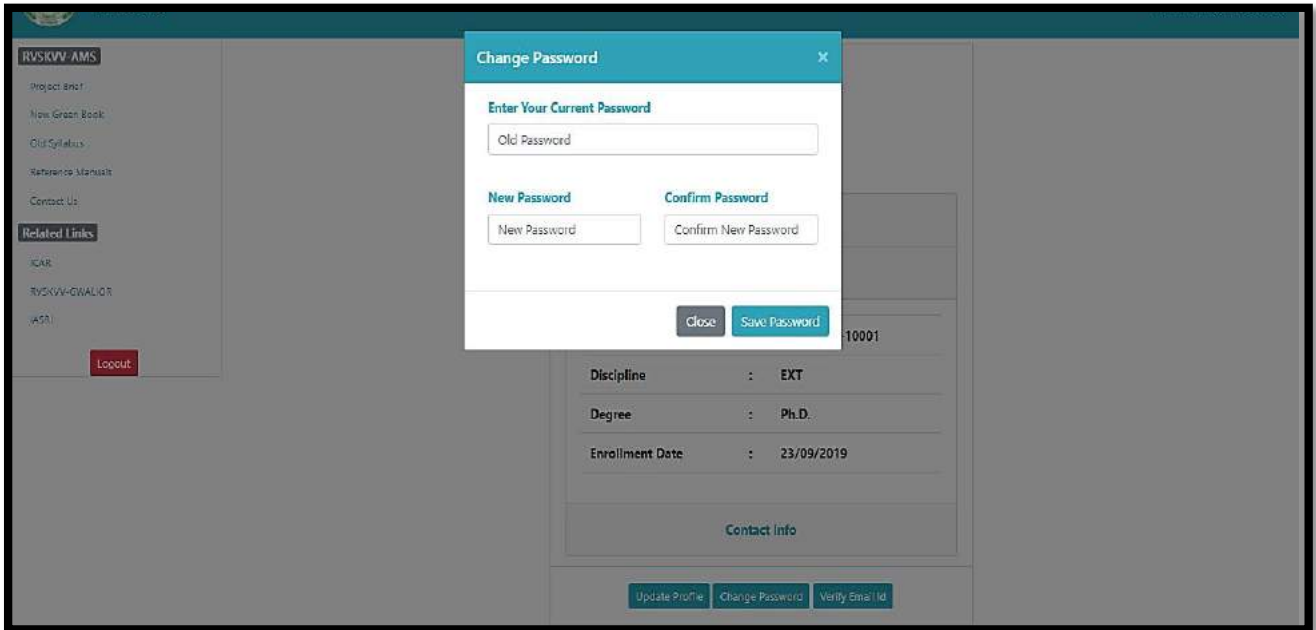 RVSKVV-AMS
Project Brief
New Green Book
Old Syllabus
Reference Manuals
Contact Us
Related Links
ICAR
RVSKVV-GWALIOR
IASRI
Logout
Change Password ×
Enter Your Current Password
Old Password
New Password Confirm Password
New Password Confirm New Password
Close Save Password
-10001
Discipline : EXT
Degree : Ph.D.
Enrollment Date : 23/09/2019
Contact Info
Update Profile Change Password Verify Email Id